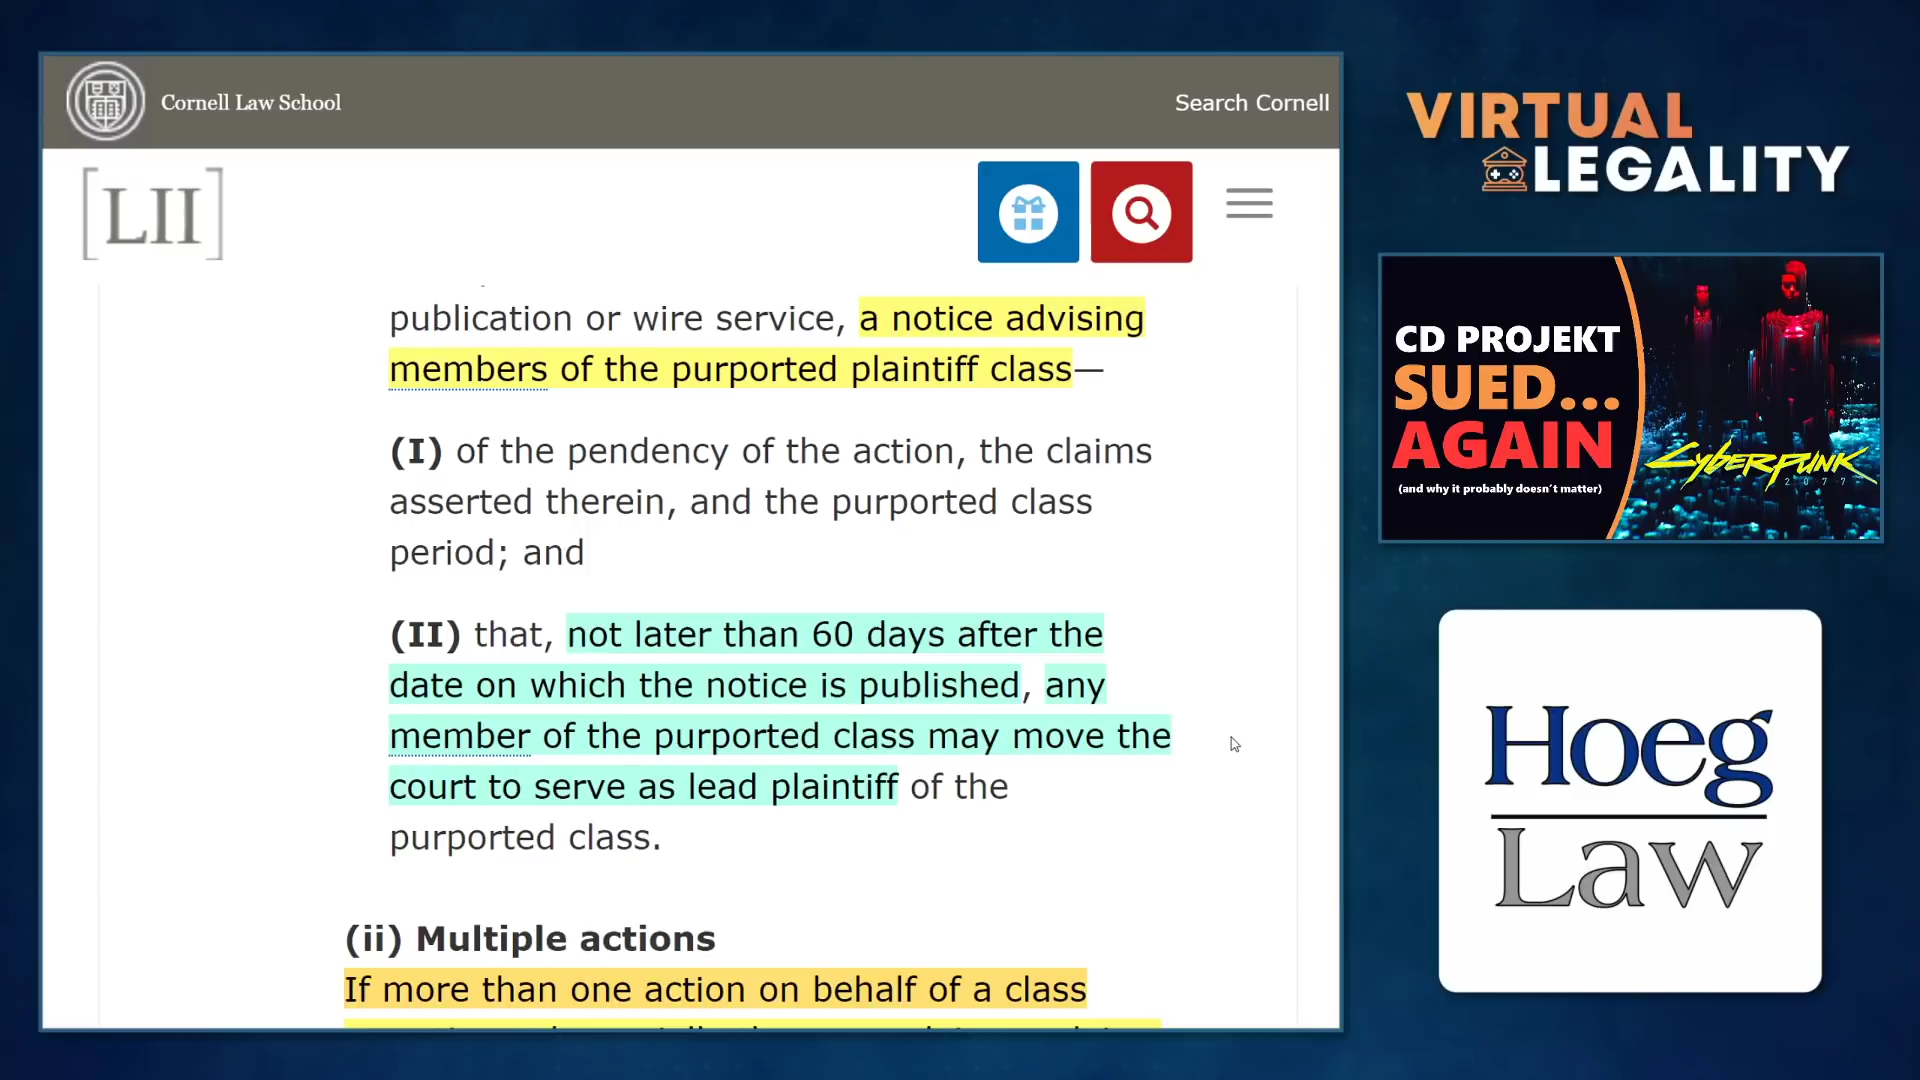 Cornell Law School
Search Cornell
LII
publication or wire service, a notice advising
members of the purported plaintiff class—
(I) of the pendency of the action, the claims
asserted therein, and the purported class
period; and
(II) that, not later than 60 days after the
date on which the notice is published, any
member of the purported class may move the
court to serve as lead plaintiff of the
purported class.
(ii) Multiple actions
If more than one action on behalf of a class
VIRTUAL
LEGALITY
CD PROJEKT
SUED...
AGAIN
(and why it probably doesn't matter)
CYBERPUNK
2077
Hoeg
Law